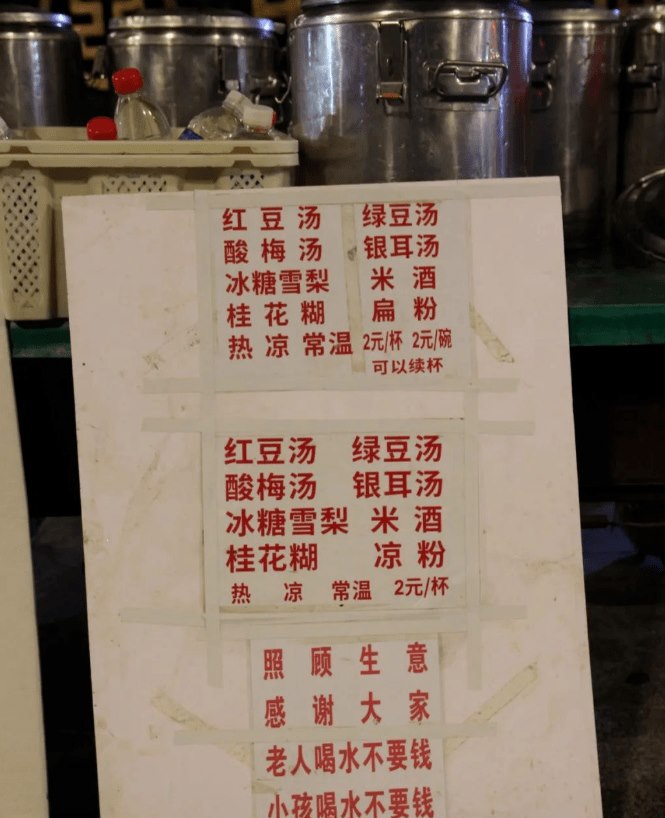 红豆汤 绿豆汤
酸梅汤 银耳汤
冰糖雪梨 米酒
桂花糊 扁粉
热 凉 常温 2元/杯 2元/碗
可以续杯
红豆汤 绿豆汤
酸梅汤 银耳汤
冰糖雪梨 米酒
桂花糊 凉粉
热 凉 常温 2元/杯
照顾生意
感谢大家
老人喝水不要钱
小孩喝水不要钱